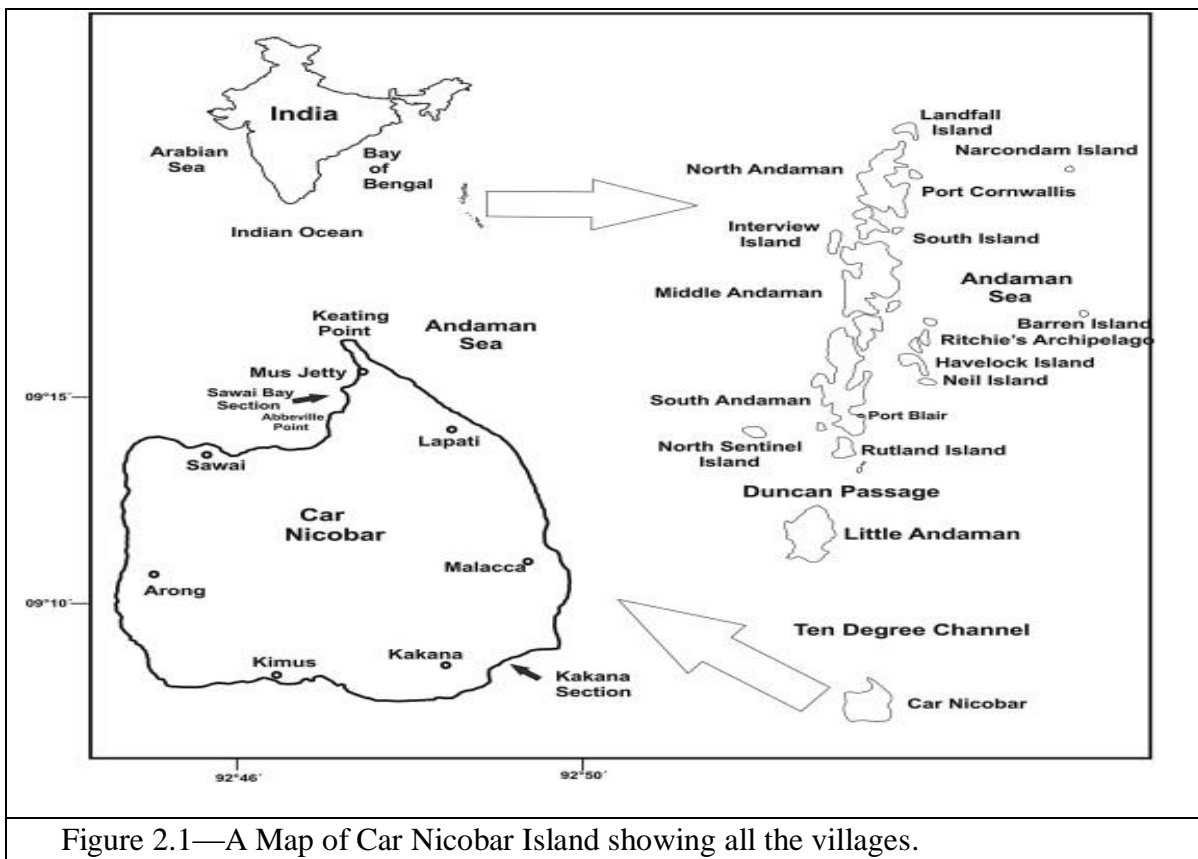 India
Arabian
Sea
Bay
of
Bengal
Indian Ocean
Landfall
Island
Narcondam Island
North Andaman
Port Cornwallis
Interview
Island
South Island
Andaman
Sea
Middle Andaman
Barren Island
Ritchie's Archipelago
Havelock Island
Neil Island
South Andaman
Port Blair
North Sentinel
Island
Rutland Island
Duncan Passage
Little Andaman
Ten Degree Channel
Car Nicobar
Keating
Point
Andaman
Sea
Mus Jetty
Sawai Bay
Section
Abbeville
Point
09°15'
Lapati
Sawai
Car
Nicobar
Malacca
Arong
09°10'
Kimus
Kakana
Kakana
Section
92°46'
92°50'
Figure 2.1—A Map of Car Nicobar Island showing all the villages.